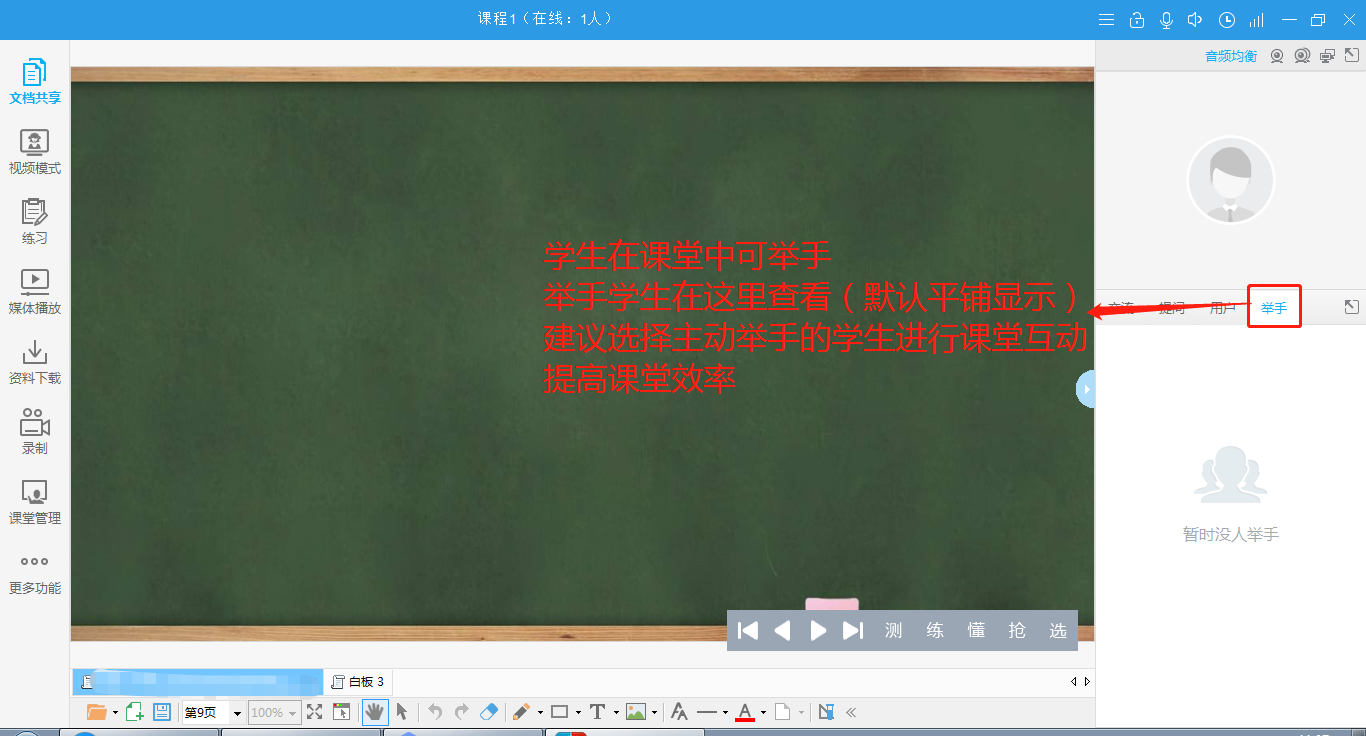 课程1（在线：1人）
音频均衡
文档共享
视频模式
练习
媒体播放
资料下载
录制
课堂管理
更多功能
学生在课堂中可举手
举手学生在这里查看（默认平铺显示）
建议选择主动举手的学生进行课堂互动
提高课堂效率
交流 提问 用户 举手
暂时没人举手
测 练 懂 抢 选
白板 3
第9页 100%